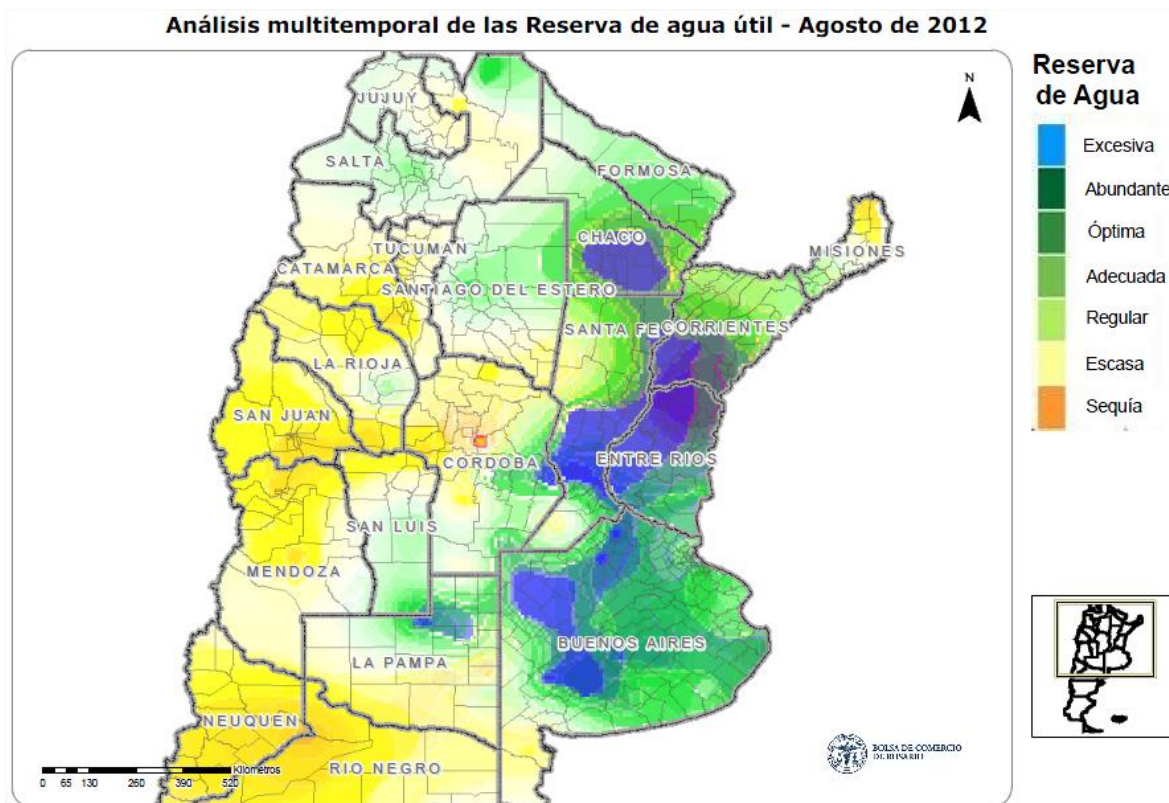 Análisis multitemporal de las Reserva de agua útil - Agosto de 2012
N
Reserva
de Agua
Excesiva
Abundante
Óptima
Adecuada
Regular
Escasa
Sequía
JUJUY
SALTA
FORMOSA
CHACO
MISIONES
TUCUMAN
CATAMARCA
SANTIAGO DEL ESTERO
SANTA FE
CORRIENTES
LA RIOJA
SAN JUAN
CORDOBA
ENTRE RIOS
SAN LUIS
MENDOZA
BUENOS AIRES
LA PAMPA
NEUQUEN
RIO NEGRO
Kilómetros
0 65 130 260 390 520
BOLSA DE COMERCIO
DE ROSARIO